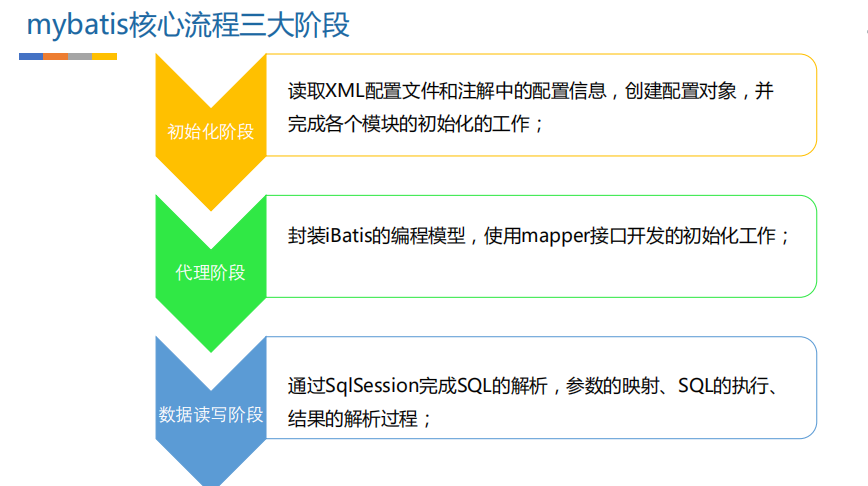 mybatis核心流程三大阶段
初始化阶段
读取XML配置文件和注解中的配置信息，创建配置对象，并
完成各个模块的初始化的工作；
代理阶段
封装iBatis的编程模型，使用mapper接口开发的初始化工作；
数据读写阶段
通过SqlSession完成SQL的解析，参数的映射、SQL的执行、
结果的解析过程；